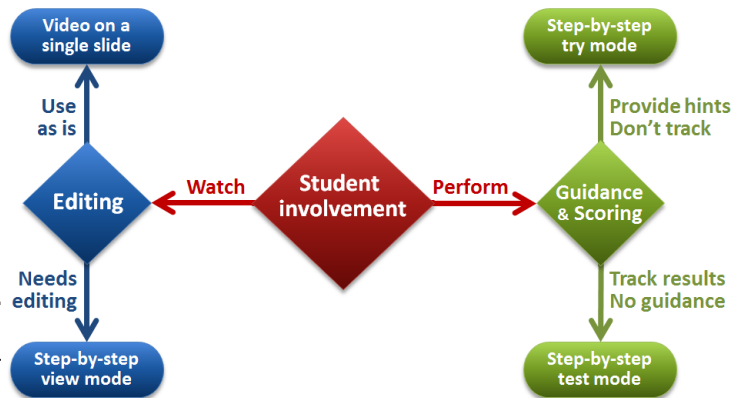 Video on a
single slide
Step-by-step
try mode
Use
as is
Provide hints
Don't track
Editing
Watch
Student
involvement
Perform
Guidance
& Scoring
Needs
editing
Track results
No guidance
Step-by-step
view mode
Step-by-step
test mode